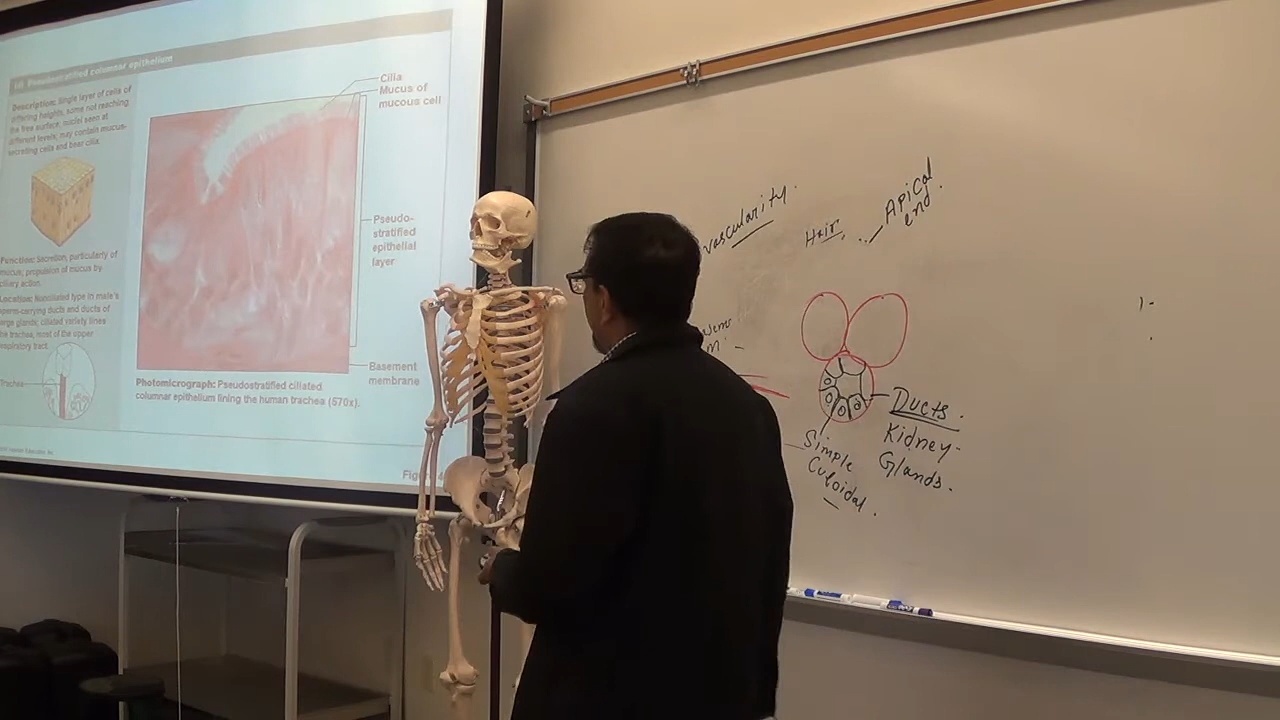 Pseudostratified columnar epithelium
Description: Single layer of cells of
differing heights, some not reaching
the free surface; nuclei seen at
different levels; may contain mucus-
secreting cells and bear cilia.
Function: Secretion, particularly of
mucus; propulsion of mucus by
ciliary action.
Location: Nonciliated type in male's
sperm-carrying ducts and ducts of
large glands; ciliated variety lines
the trachea, most of the upper
respiratory tract.
Trachea
Cilia
Mucus of
mucous cell
Pseudo-
stratified
epithelial
layer
Basement
membrane
Photomicrograph: Pseudostratified ciliated
columnar epithelium lining the human trachea (570x).
Figure
vascularity
Hair
Apical
end
Ducts.
Kidney-
Glands.
Simple
Cuboidal.